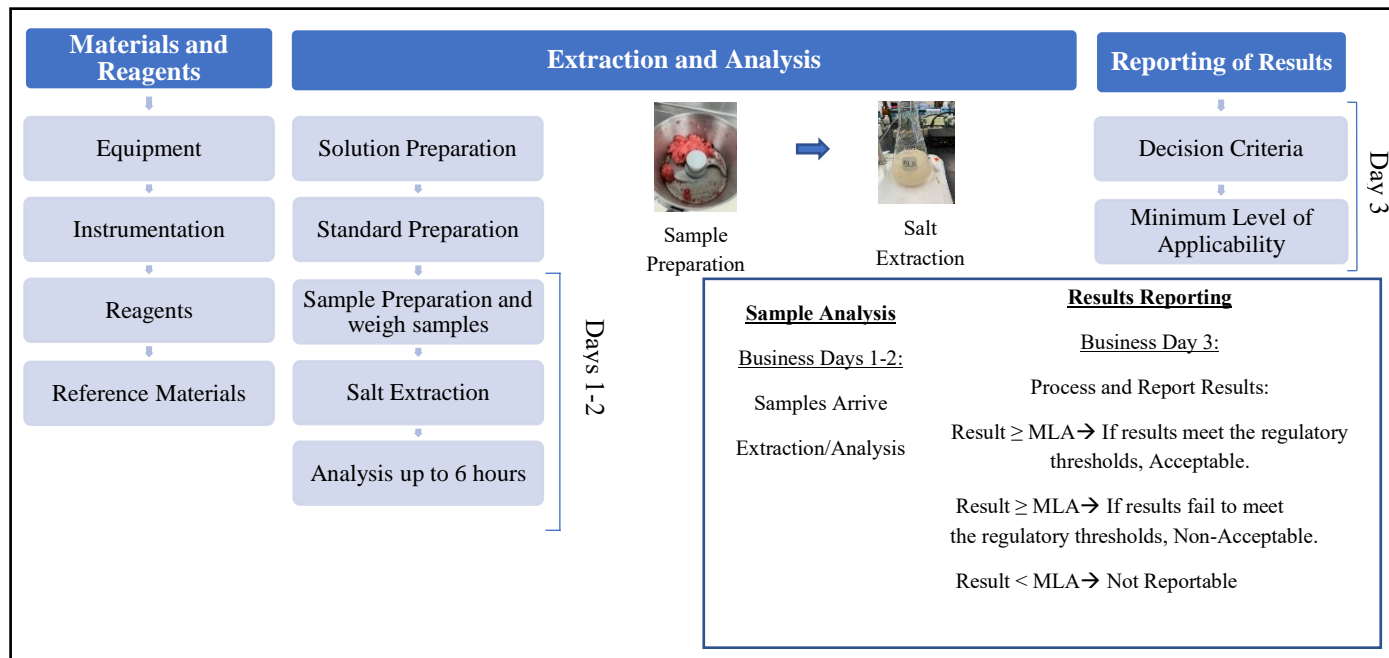 Materials and
Reagents
Equipment
Instrumentation
Reagents
Reference Materials
Extraction and Analysis
Solution Preparation
Standard Preparation
Sample Preparation and
weigh samples
Salt Extraction
Analysis up to 6 hours
Days 1-2
Sample
Preparation
Salt
Extraction
Reporting of Results
Decision Criteria
Minimum Level of
Applicability
Day 3
Sample Analysis
Business Days 1-2:
Samples Arrive
Extraction/Analysis
Results Reporting
Business Day 3:
Process and Report Results:
Result ≥ MLA→ If results meet the regulatory
thresholds, Acceptable.
Result ≥ MLA→ If results fail to meet
the regulatory thresholds, Non-Acceptable.
Result < MLA→ Not Reportable